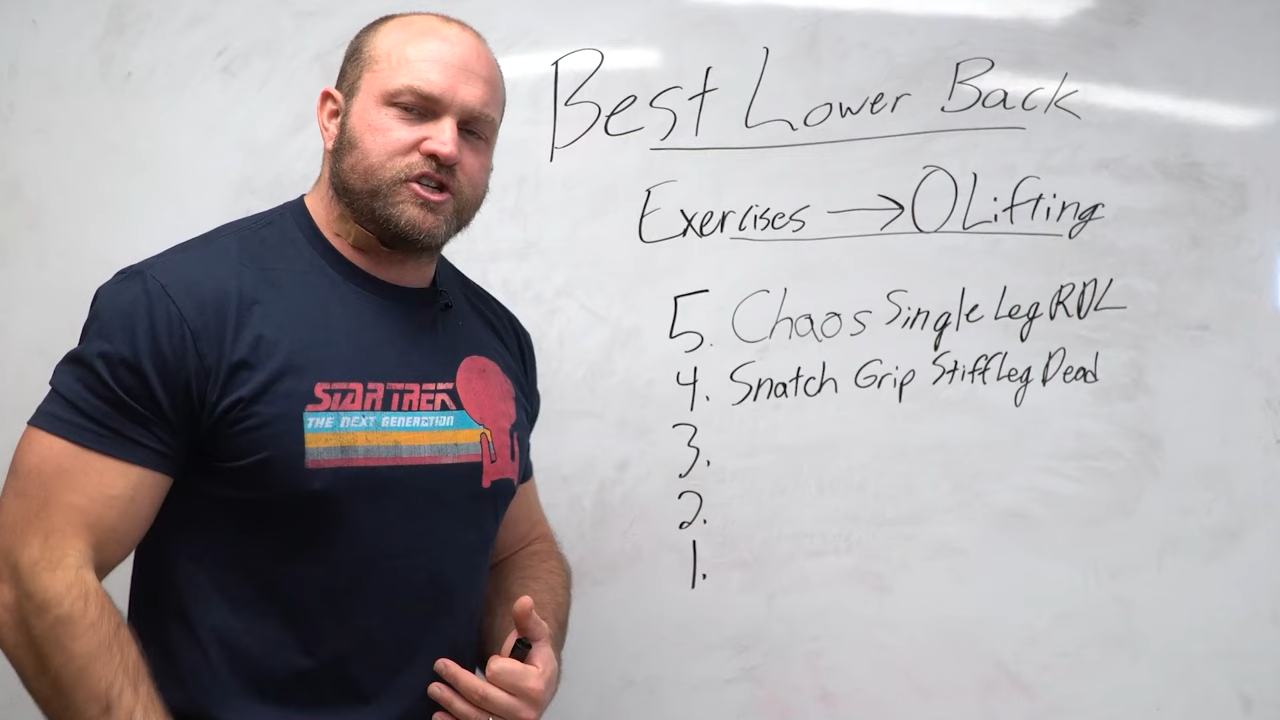 Best Lower Back
Exercises → O Lifting
5. Chaos Single Leg RDL
4. Snatch Grip Stiff Leg Dead
3.
2.
1.
STAR TREK
THE NEXT GENERATION